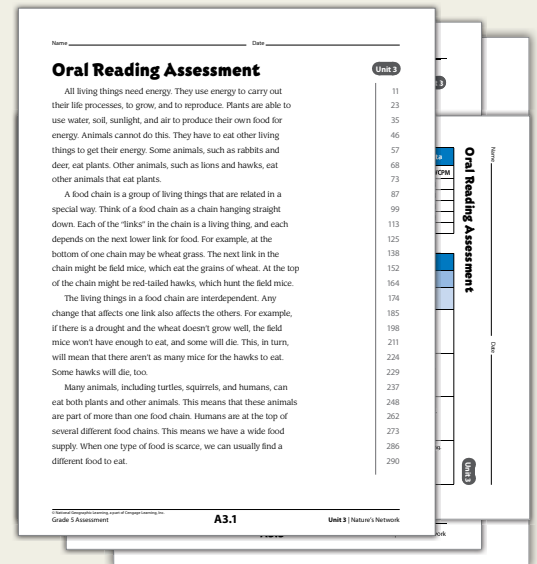 Name Date
Oral Reading Assessment Unit 3
All living things need energy. They use energy to carry out 11
their life processes, to grow, and to reproduce. Plants are able to 23
use water, soil, sunlight, and air to produce their own food for 35
energy. Animals cannot do this. They have to eat other living 46
things to get their energy. Some animals, such as rabbits and 57
deer, eat plants. Other animals, such as lions and hawks, eat 68
other animals that eat plants. 73
A food chain is a group of living things that are related in a 87
special way. Think of a food chain as a chain hanging straight 99
down. Each of the “links” in the chain is a living thing, and each 113
depends on the next lower link for food. For example, at the 125
bottom of one chain may be wheat grass. The next link in the 138
chain might be field mice, which eat the grains of wheat. At the top 152
of the chain might be red-tailed hawks, which hunt the field mice. 164
The living things in a food chain are interdependent. Any 174
change that affects one link also affects the others. For example, 185
if there is a drought and the wheat doesn’t grow well, the field 198
mice won’t have enough to eat, and some will die. This, in turn, 211
will mean that there aren’t as many mice for the hawks to eat. 224
Some hawks will die, too. 229
Many animals, including turtles, squirrels, and humans, can 237
eat both plants and other animals. This means that these animals 248
are part of more than one food chain. Humans are at the top of 262
several different food chains. This means we have a wide food 273
supply. When one type of food is scarce, we can usually find a 286
different food to eat. 290
© National Geographic Learning, a part of Cengage Learning, Inc.
Grade 5 Assessment A3.1 Unit 3 | Nature’s Network
Name Date
Oral Reading Assessment Unit 3